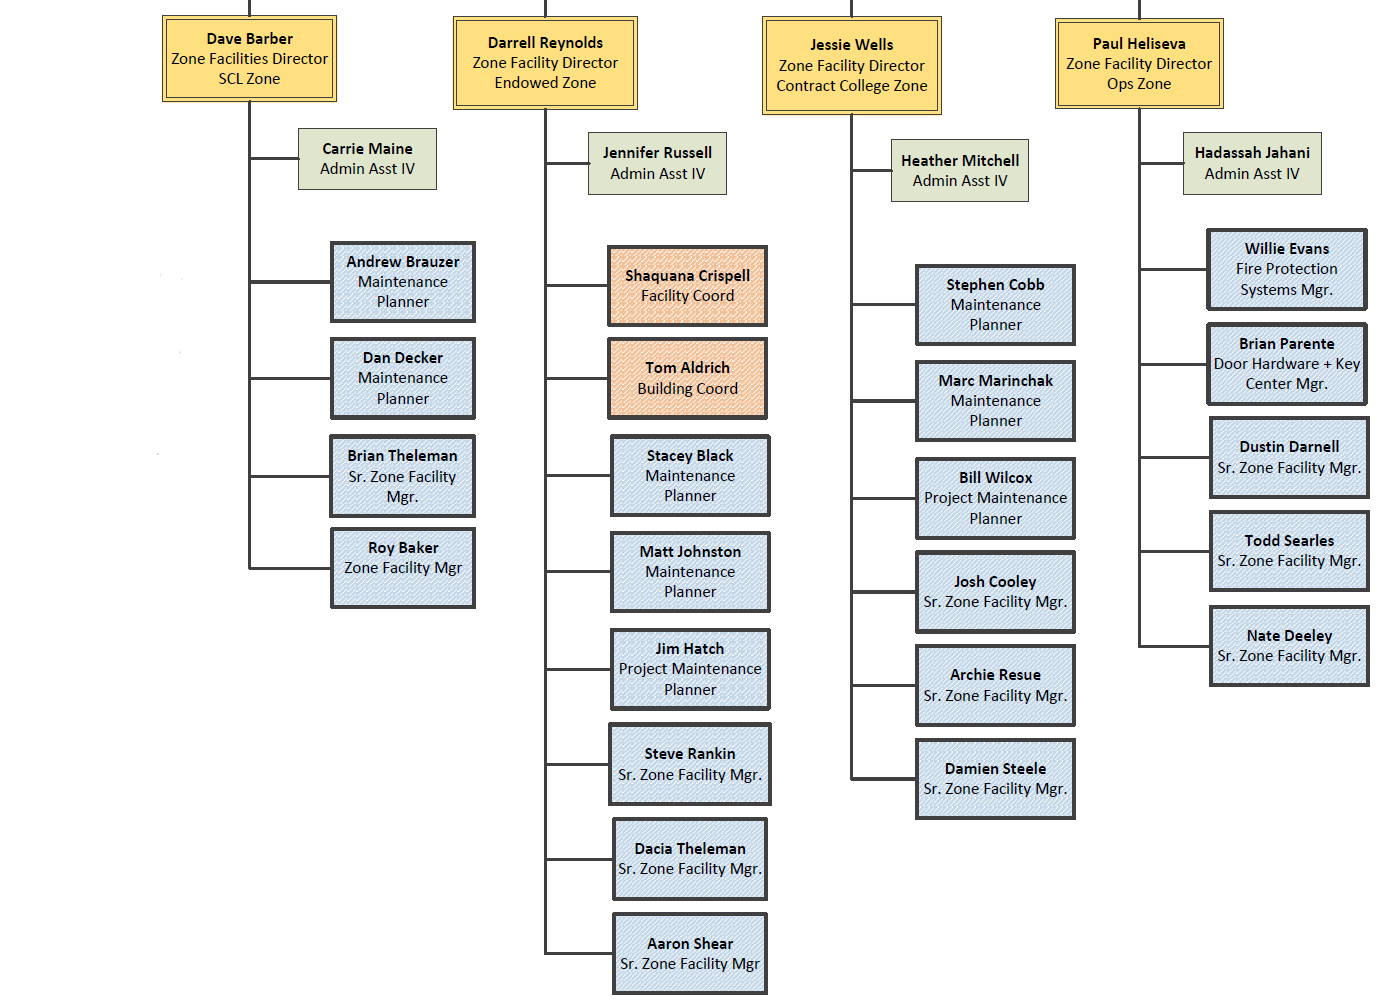 Dave Barber
Zone Facilities Director
SCL Zone
Carrie Maine
Admin Asst IV
Andrew Brauzer
Maintenance
Planner
Dan Decker
Maintenance
Planner
Brian Theleman
Sr. Zone Facility
Mgr.
Roy Baker
Zone Facility Mgr
Darrell Reynolds
Zone Facility Director
Endowed Zone
Jennifer Russell
Admin Asst IV
Shaquana Crispell
Facility Coord
Tom Aldrich
Building Coord
Stacey Black
Maintenance
Planner
Matt Johnston
Maintenance
Planner
Jim Hatch
Project Maintenance
Planner
Steve Rankin
Sr. Zone Facility Mgr.
Dacia Theleman
Sr. Zone Facility Mgr.
Aaron Shear
Sr. Zone Facility Mgr
Jessie Wells
Zone Facility Director
Contract College Zone
Heather Mitchell
Admin Asst IV
Stephen Cobb
Maintenance
Planner
Marc Marinchak
Maintenance
Planner
Bill Wilcox
Project Maintenance
Planner
Josh Cooley
Sr. Zone Facility Mgr.
Archie Resue
Sr. Zone Facility Mgr.
Damien Steele
Sr. Zone Facility Mgr.
Paul Heliseva
Zone Facility Director
Ops Zone
Hadassah Jahani
Admin Asst IV
Willie Evans
Fire Protection
Systems Mgr.
Brian Parente
Door Hardware + Key
Center Mgr.
Dustin Darnell
Sr. Zone Facility Mgr.
Todd Searles
Sr. Zone Facility Mgr.
Nate Deeley
Sr. Zone Facility Mgr.